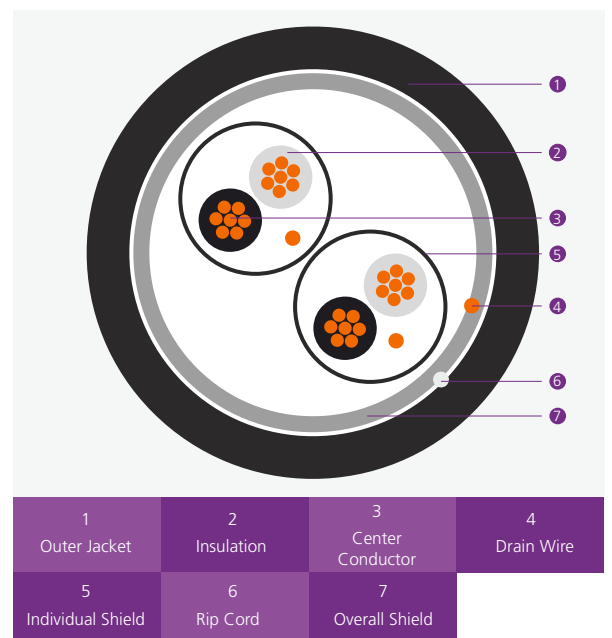 1
2
3
5
4
6
7
1
Outer Jacket
2
Insulation
3
Center
Conductor
4
Drain Wire
5
Individual Shield
6
Rip Cord
7
Overall Shield